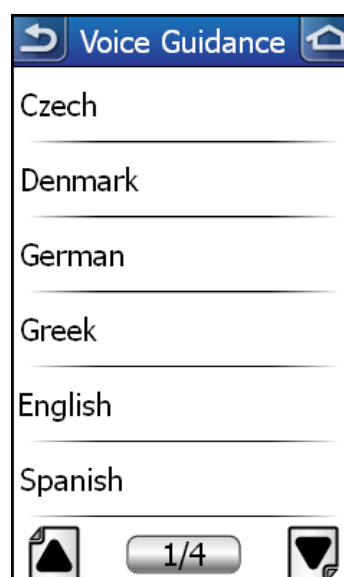 Voice Guidance
Czech
Denmark
German
Greek
English
Spanish
1/4